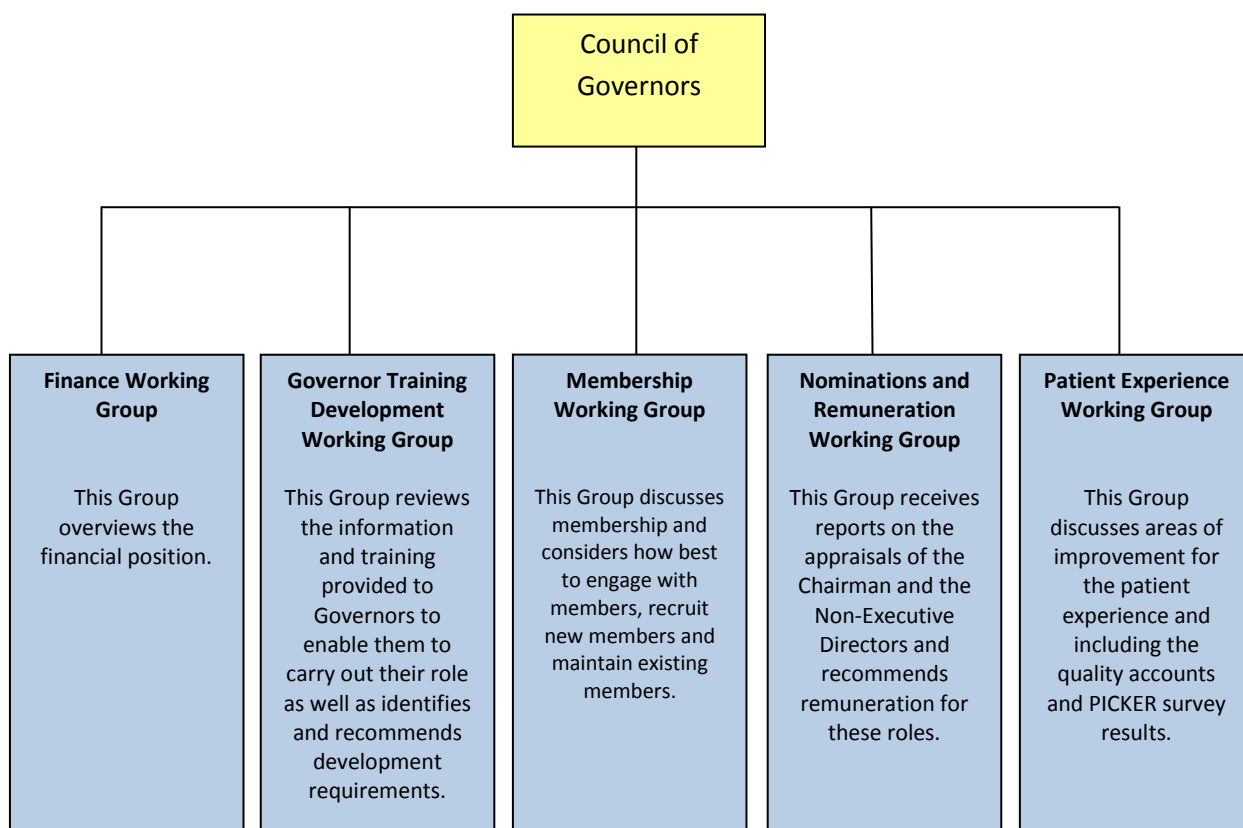 Council of
Governors
Finance Working
Group
This Group
overviews the
financial position.
Governor Training
Development
Working Group
This Group reviews
the information
and training
provided to
Governors to
enable them to
carry out their role
as well as identifies
and recommends
development
requirements.
Membership
Working Group
This Group discusses
membership and
considers how best
to engage with
members, recruit
new members and
maintain existing
members.
Nominations and
Remuneration
Working Group
This Group receives
reports on the
appraisals of the
Chairman and the
Non-Executive
Directors and
recommends
remuneration for
these roles.
Patient Experience
Working Group
This Group
discusses areas of
improvement for
the patient
experience and
including the
quality accounts
and PICKER survey
results.